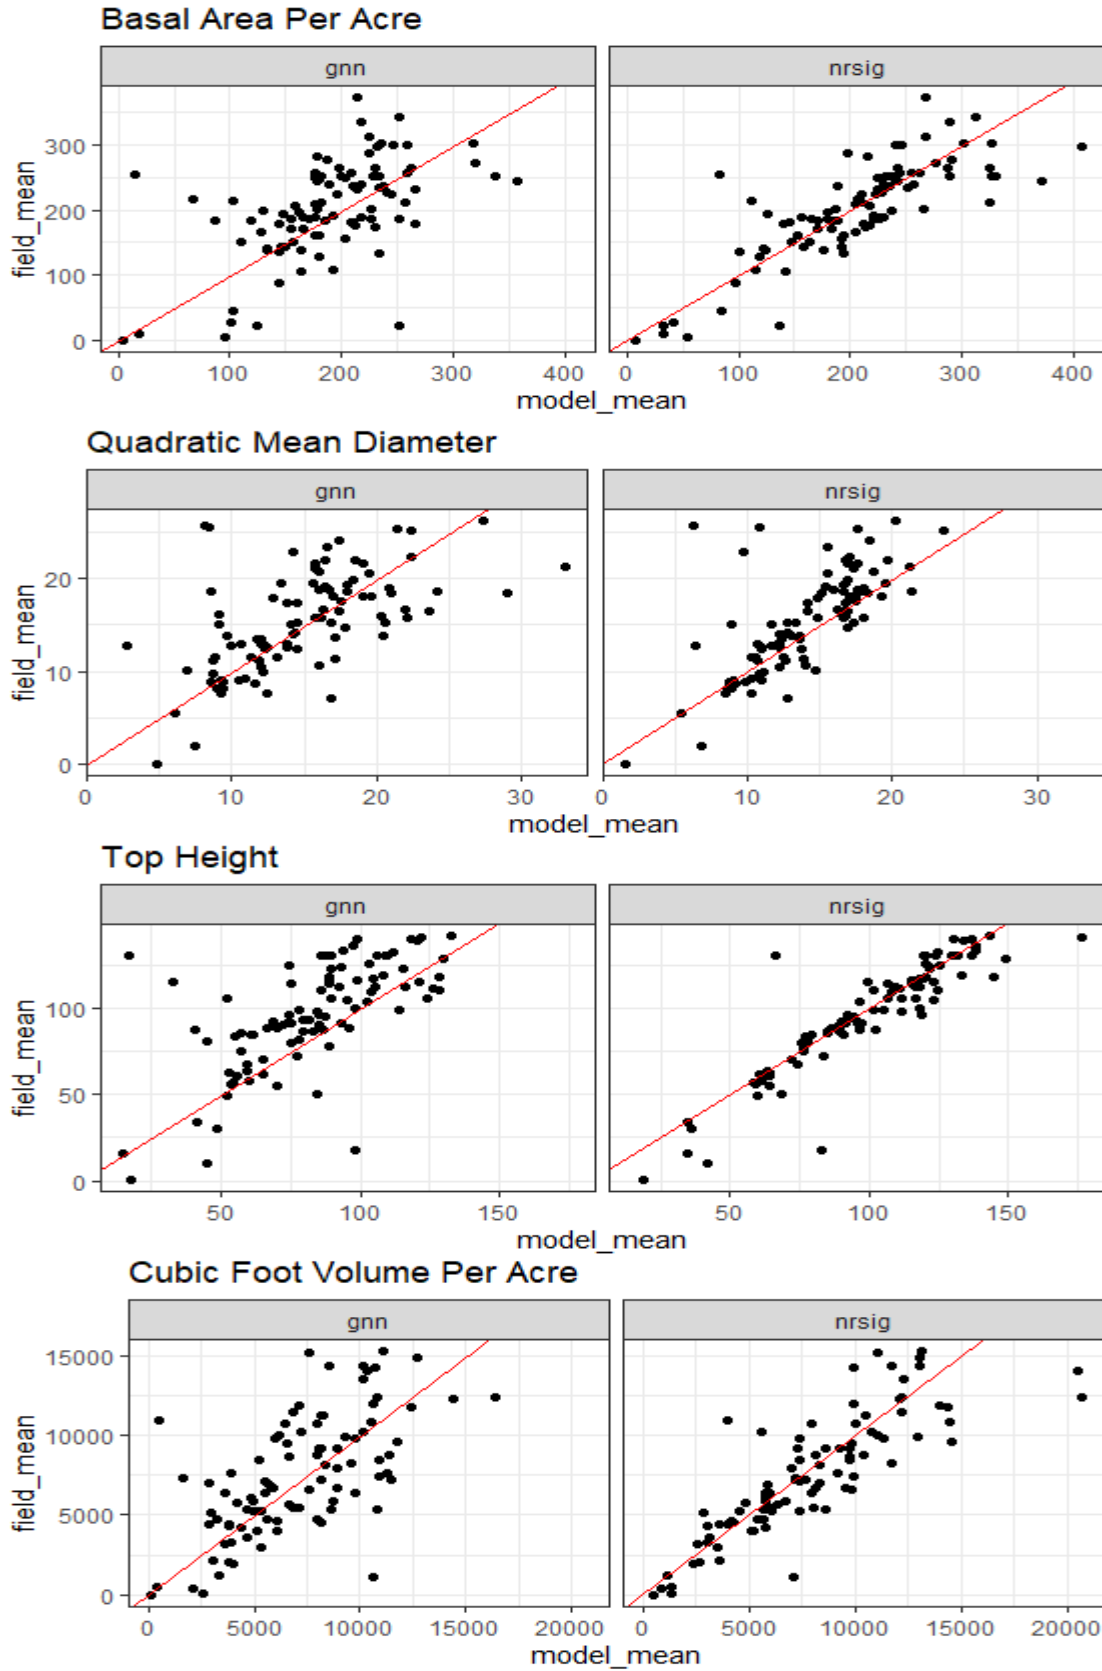 Basal Area Per Acre
gnn nrsig
300
200
100
0
field_mean
0 100 200 300 400 0 100 200 300 400
model_mean
Quadratic Mean Diameter
gnn nrsig
20
10
0
field_mean
0 10 20 30 0 10 20 30
model_mean
Top Height
gnn nrsig
100
50
0
field_mean
50 100 150 50 100 150
model_mean
Cubic Foot Volume Per Acre
gnn nrsig
15000
10000
5000
0
field_mean
0 5000 10000 15000 20000 0 5000 10000 15000 20000
model_mean